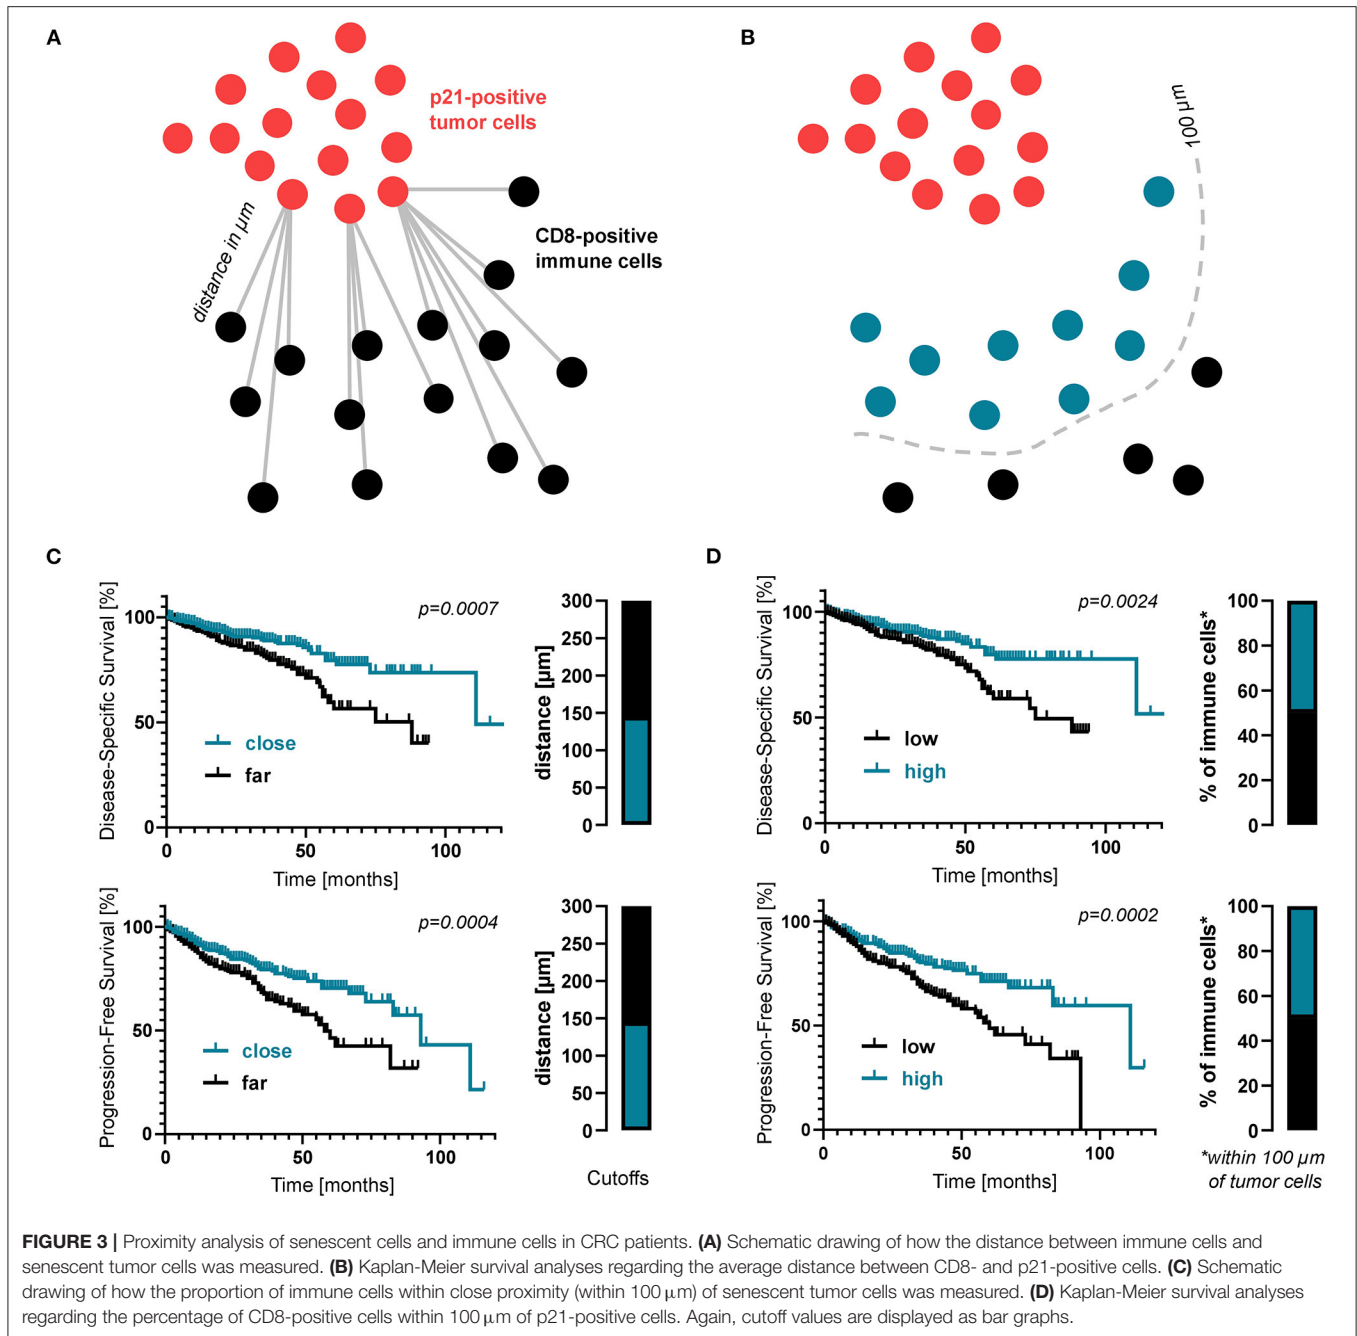 A
p21-positive
tumor cells
distance in µm
CD8-positive
immune cells
B
100 µm
C
Disease-Specific Survival [%]
100
50
0
p=0.0007
close
far
0
50
100
Time [months]
distance [µm]
300
250
200
150
100
50
0
Progression-Free Survival [%]
100
50
0
p=0.0004
close
far
0
50
100
Time [months]
distance [µm]
300
250
200
150
100
50
0
Cutoffs
D
Disease-Specific Survival [%]
100
50
0
p=0.0024
low
high
0
50
100
Time [months]
% of immune cells*
100
80
60
40
20
0
Progression-Free Survival [%]
100
50
0
p=0.0002
low
high
0
50
100
Time [months]
% of immune cells*
100
80
60
40
20
0
*within 100 µm
of tumor cells
FIGURE 3 | Proximity analysis of senescent cells and immune cells in CRC patients. (A) Schematic drawing of how the distance between immune cells and
senescent tumor cells was measured. (B) Kaplan-Meier survival analyses regarding the average distance between CD8- and p21-positive cells. (C) Schematic
drawing of how the proportion of immune cells within close proximity (within 100 µm) of senescent tumor cells was measured. (D) Kaplan-Meier survival analyses
regarding the percentage of CD8-positive cells within 100 µm of p21-positive cells. Again, cutoff values are displayed as bar graphs.